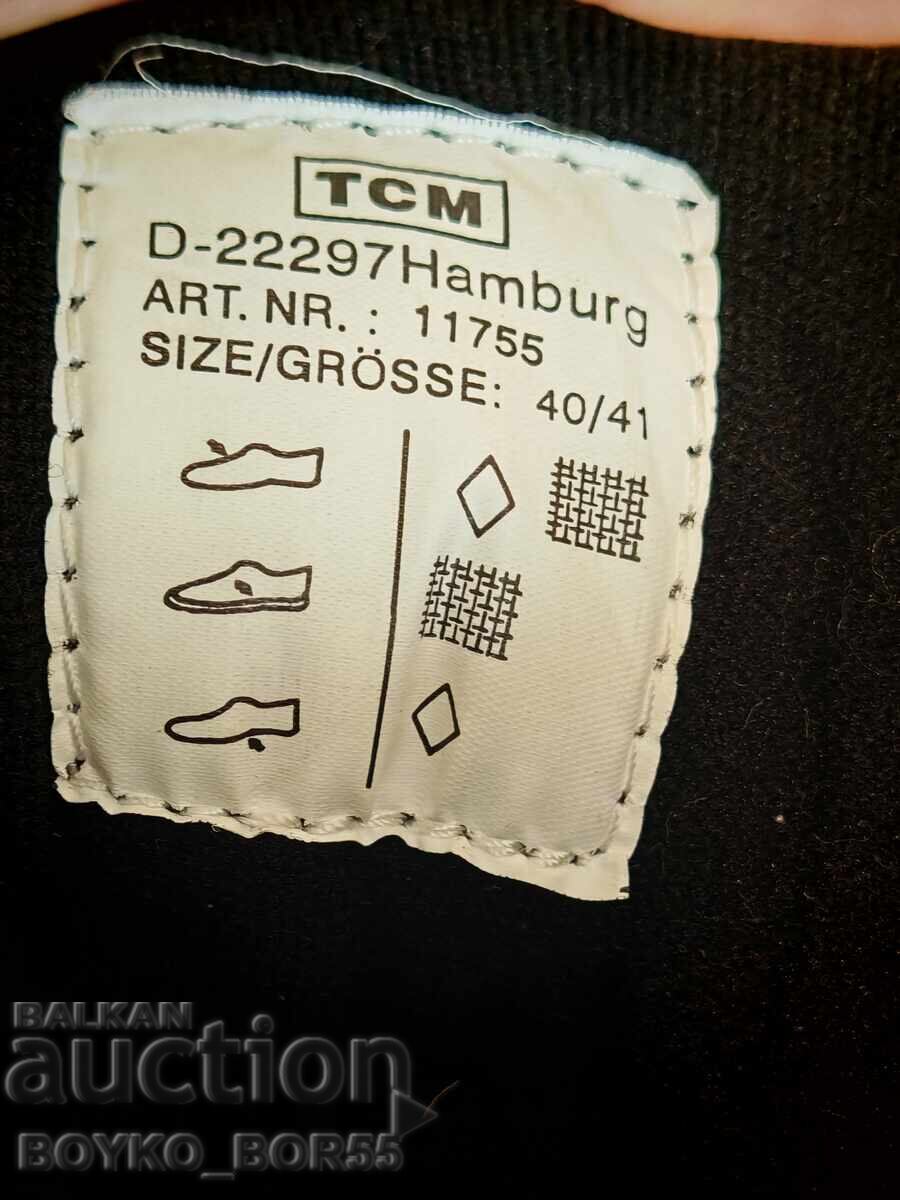 TCM
D-22297Hamburg
ART. NR. : 11755
SIZE/GRÖSSE: 40/41
BALKAN
auction
BOYKO_BOR55